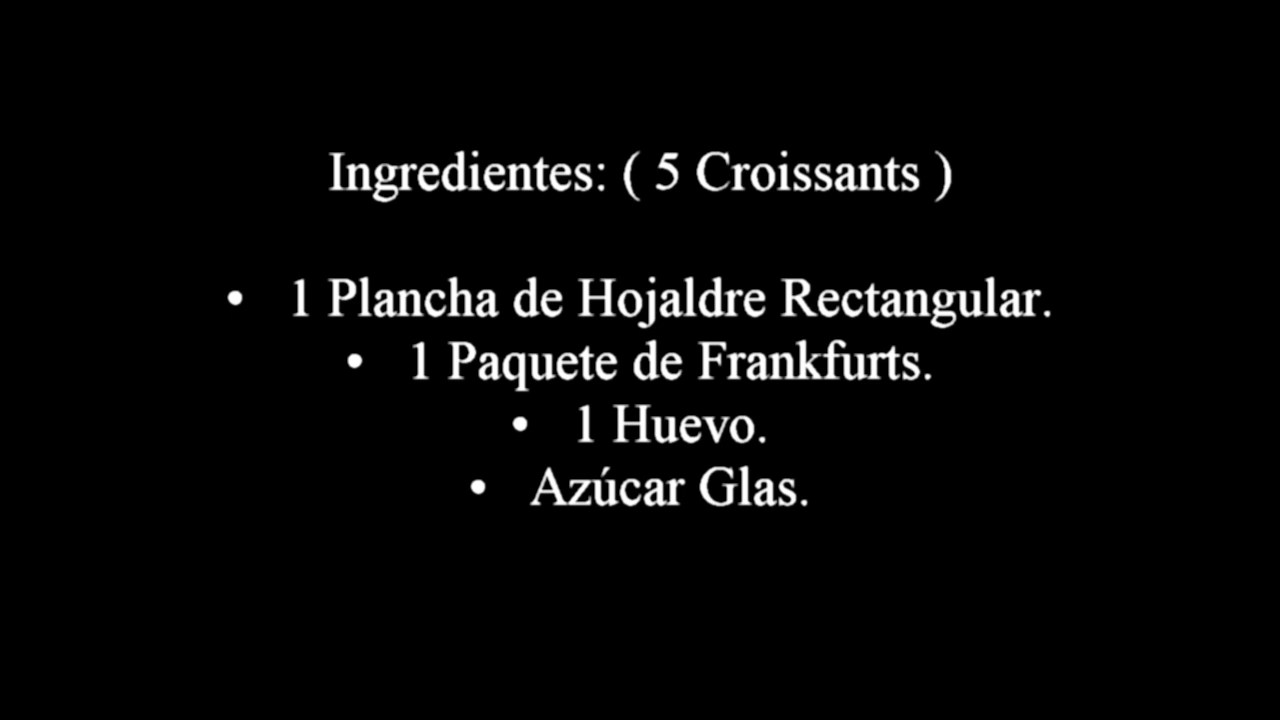 Ingredientes: ( 5 Croissants )
• 1 Plancha de Hojaldre Rectangular.
• 1 Paquete de Frankfurts.
• 1 Huevo.
• Azúcar Glas.